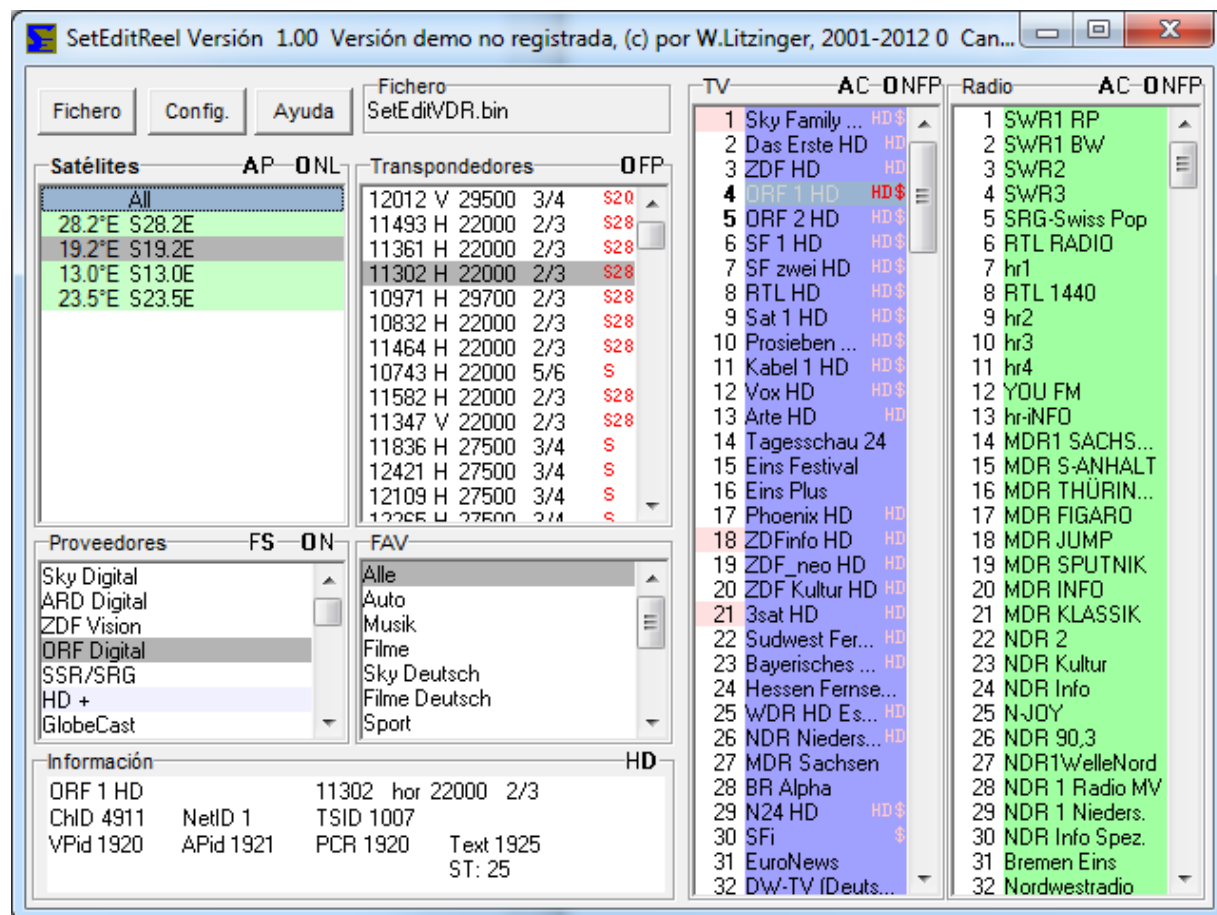 SetEditReel Versión 1.00 Versión demo no registrada, (c) por W.Litzinger, 2001-2012 0 Can...
Fichero
Config.
Ayuda
Fichero
SetEditVDR.bin
Satélites AP ONL
All
28.2°E S28.2E
19.2°E S19.2E
13.0°E S13.0E
23.5°E S23.5E
Transpondedores OFP
12012 V 29500 3/4 S20
11493 H 22000 2/3 S28
11361 H 22000 2/3 S28
11302 H 22000 2/3 S28
10971 H 29700 2/3 S28
10832 H 22000 2/3 S28
11464 H 22000 2/3 S28
10743 H 22000 5/6 S
11582 H 22000 2/3 S28
11347 V 22000 2/3 S28
11836 H 27500 3/4 S
12421 H 27500 3/4 S
12109 H 27500 3/4 S
12265 H 27500 3/4 S
Proveedores FS ON
Sky Digital
ARD Digital
ZDF Vision
ORF Digital
SSR/SRG
HD +
GlobeCast
FAV
Alle
Auto
Musik
Filme
Sky Deutsch
Filme Deutsch
Sport
Información HD
ORF 1 HD 11302 hor 22000 2/3
ChID 4911 NetID 1 TSID 1007
VPid 1920 APid 1921 PCR 1920 Text 1925
ST: 25
TV AC ONFP
1 Sky Family ... HD$
2 Das Erste HD HD
3 ZDF HD HD
4 ORF 1 HD HD$
5 ORF 2 HD HD$
6 SF 1 HD HD$
7 SF zwei HD HD$
8 RTL HD HD$
9 Sat 1 HD HD$
10 Prosieben ... HD$
11 Kabel 1 HD HD$
12 Vox HD HD$
13 Arte HD HD
14 Tagesschau 24
15 Eins Festival
16 Eins Plus
17 Phoenix HD HD
18 ZDFinfo HD HD
19 ZDF_neo HD HD
20 ZDF Kultur HD HD
21 3sat HD HD
22 Sudwest Fer... HD
23 Bayerisches ... HD
24 Hessen Fernse...
25 WDR HD Es... HD
26 NDR Nieders... HD
27 MDR Sachsen
28 BR Alpha
29 N24 HD HD$
30 SFi $
31 EuroNews
32 DW-TV (Deuts...
Radio AC ONFP
1 SWR1 RP
2 SWR1 BW
3 SWR2
4 SWR3
5 SRG-Swiss Pop
6 RTL RADIO
7 hr1
8 RTL 1440
9 hr2
10 hr3
11 hr4
12 YOU FM
13 hr-iNFO
14 MDR1 SACHS...
15 MDR S-ANHALT
16 MDR THÜRIN...
17 MDR FIGARO
18 MDR JUMP
19 MDR SPUTNIK
20 MDR INFO
21 MDR KLASSIK
22 NDR 2
23 NDR Kultur
24 NDR Info
25 N-JOY
26 NDR 90,3
27 NDR1WelleNord
28 NDR 1 Radio MV
29 NDR 1 Nieders.
30 NDR Info Spez.
31 Bremen Eins
32 Nordwestradio